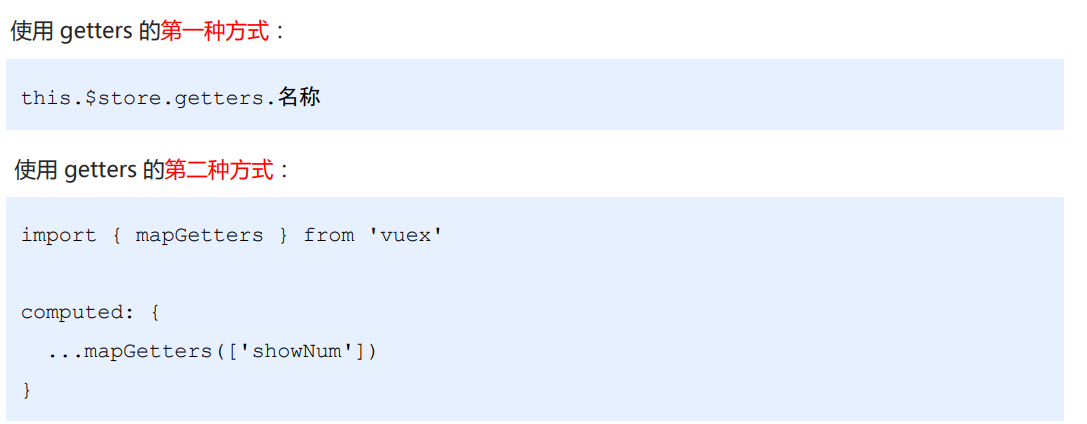 使用 getters 的第一种方式：
this.$store.getters.名称
使用 getters 的第二种方式：
import { mapGetters } from 'vuex'
computed: {
  ...mapGetters(['showNum'])
}